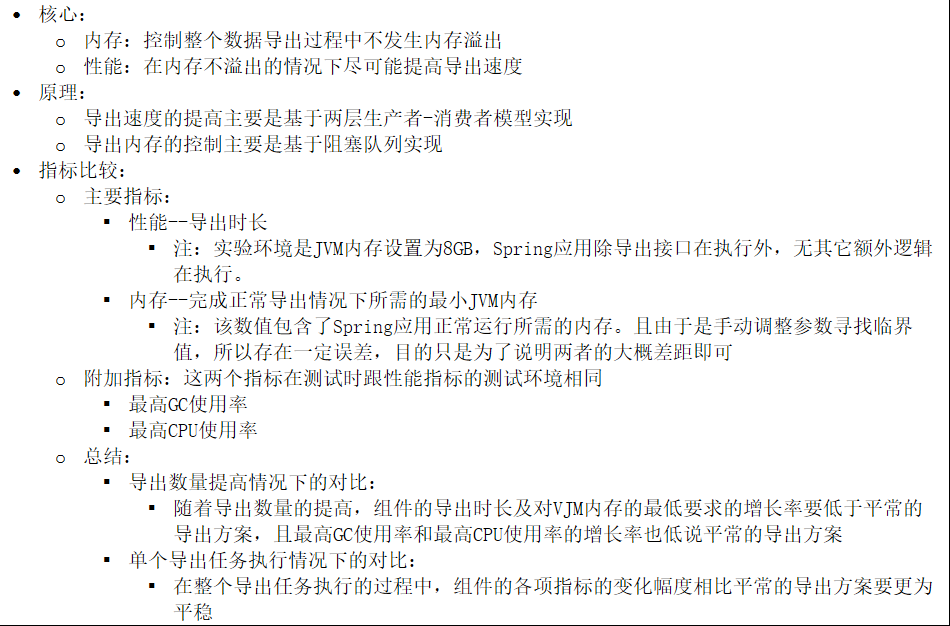 • 核心：
o 内存：控制整个数据导出过程中不发生内存溢出
o 性能：在内存不溢出的情况下尽可能提高导出速度
• 原理：
o 导出速度的提高主要是基于两层生产者-消费者模型实现
o 导出内存的控制主要是基于阻塞队列实现
• 指标比较：
o 主要指标：
▪ 性能--导出时长
▪ 注：实验环境是JVM内存设置为8GB，Spring应用除导出接口在执行外，无其它额外逻辑
在执行。
▪ 内存--完成正常导出情况下所需的最小JVM内存
▪ 注：该数值包含了Spring应用正常运行所需的内存。且由于是手动调整参数寻找临界
值，所以存在一定误差，目的只是为了说明两者的大概差距即可
o 附加指标：这两个指标在测试时跟性能指标的测试环境相同
▪ 最高GC使用率
▪ 最高CPU使用率
o 总结：
▪ 导出数量提高情况下的对比：
▪ 随着导出数量的提高，组件的导出时长及对VJM内存的最低要求的增长率要低于平常的
导出方案，且最高GC使用率和最高CPU使用率的增长率也低说平常的导出方案
▪ 单个导出任务执行情况下的对比：
▪ 在整个导出任务执行的过程中，组件的各项指标的变化幅度相比平常的导出方案要更为
平稳